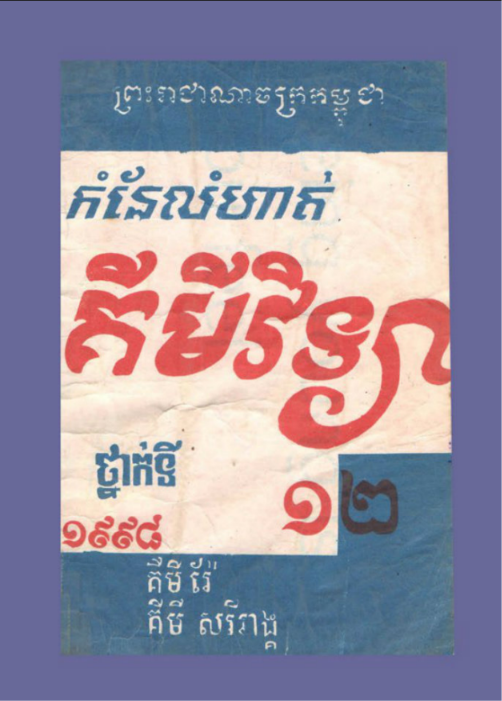 ព្រះរាជាណាចក្រកម្ពុជា
កំនែលំហាត់
គីមីវិទ្យា
ថ្នាក់ទី
១២
១៩៩៨
គីមី រ៉ែ
គីមី សរីរាង្គ